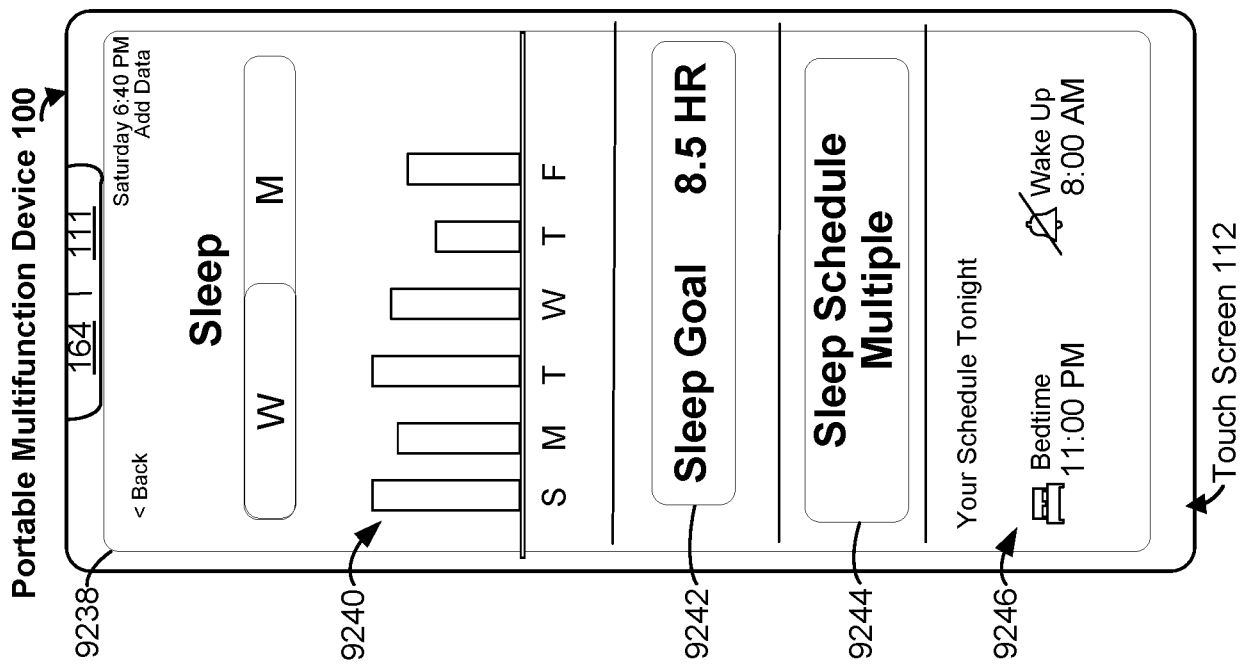 Portable Multifunction Device 100
164 111
Saturday 6:40 PM
< Back
Add Data
Sleep
W M
S M T W T F
Sleep Goal 8.5 HR
Sleep Schedule
Multiple
Your Schedule Tonight
Bedtime
11:00 PM
Wake Up
8:00 AM
Touch Screen 112
9238
9240
9242
9244
9246